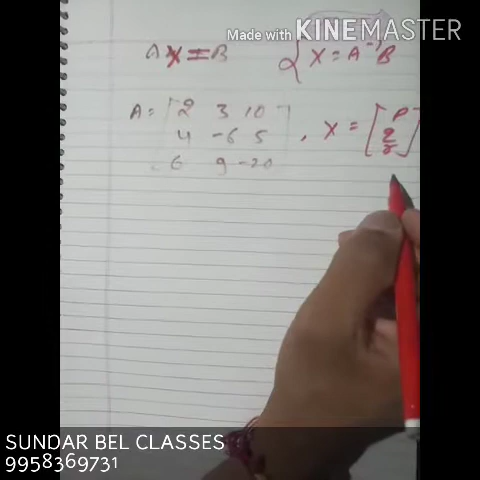 Made with KINEMASTER
AX=B { X = A⁻¹B
A = [2 3 10
4 -6 5 , X = [p
6 9 -20] q
r]
SUNDAR BEL CLASSES
9958369731